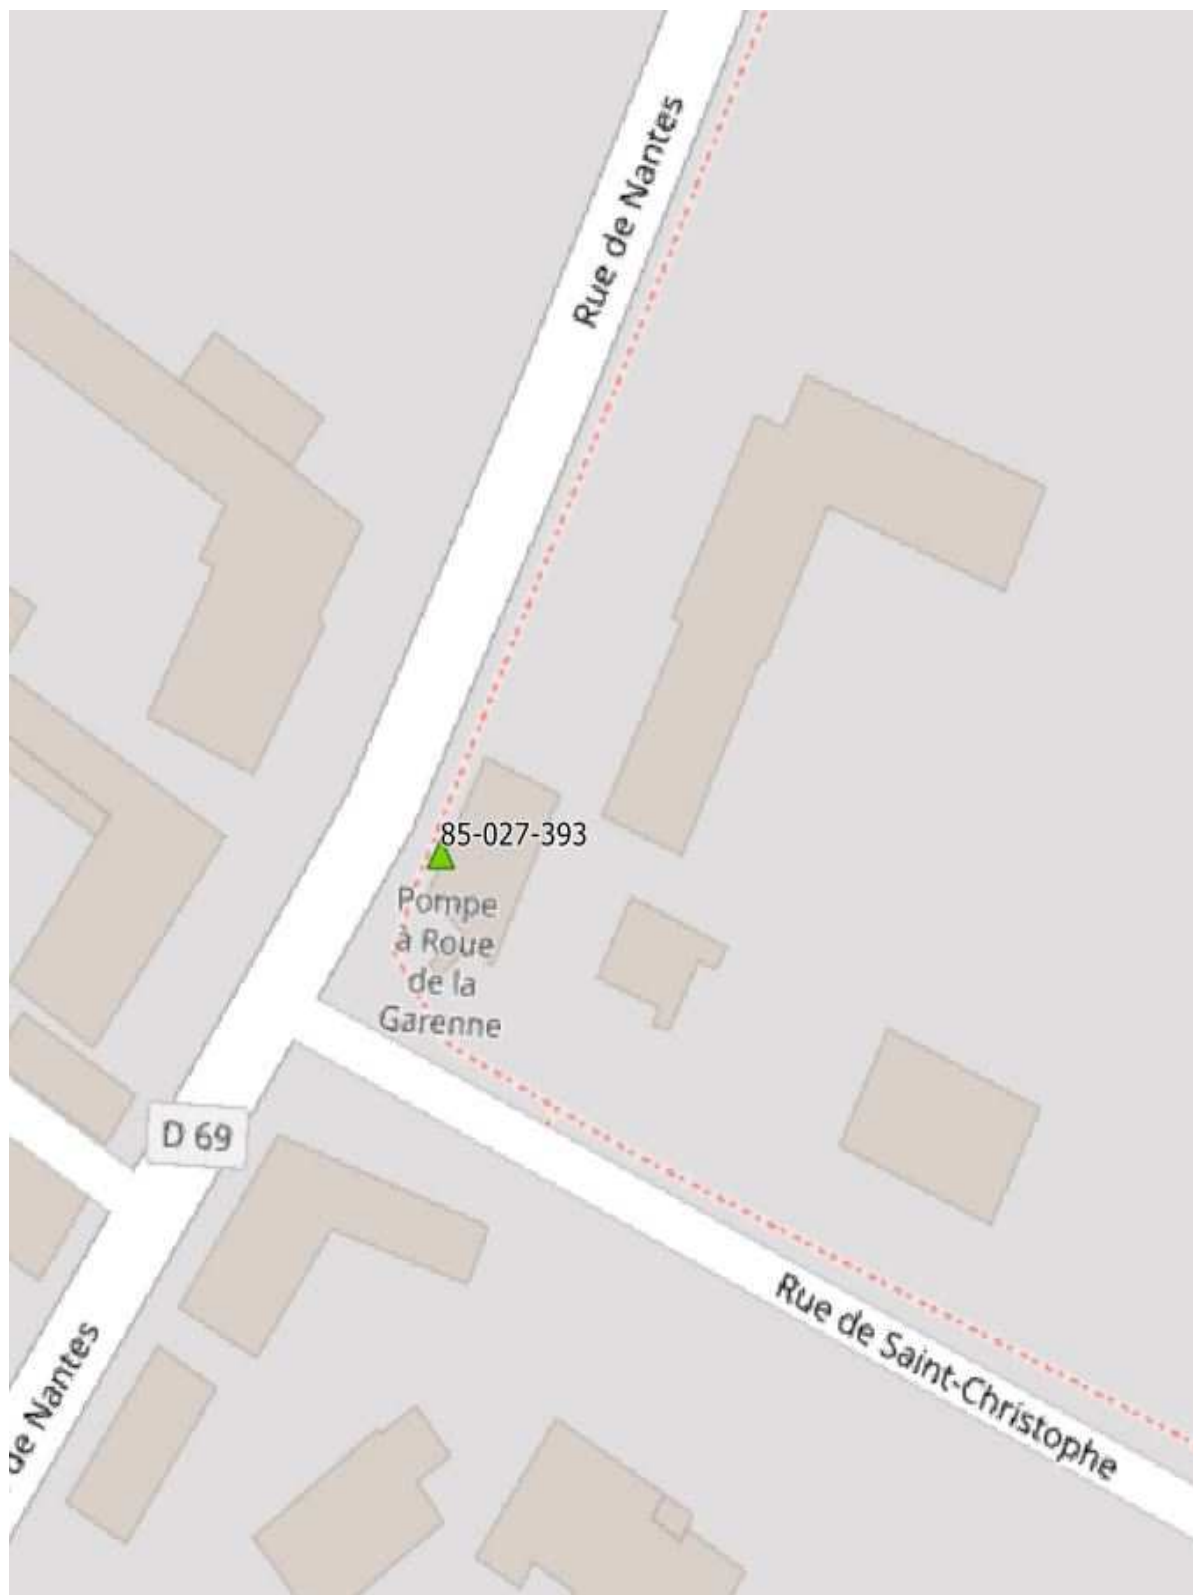 Rue de Nantes
85-027-393
Pompe
à Roue
de la
Garenne
D 69
Rue de Saint-Christophe
de Nantes